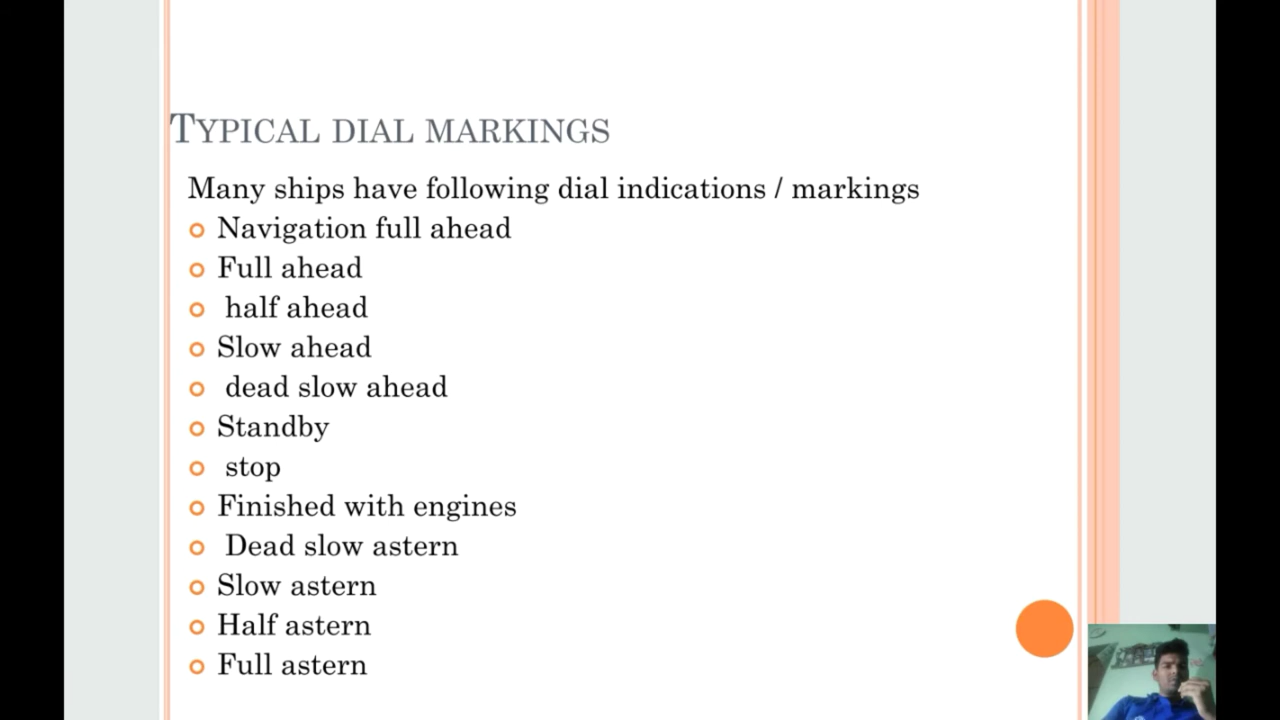 TYPICAL DIAL MARKINGS
Many ships have following dial indications / markings
Navigation full ahead
Full ahead
half ahead
Slow ahead
dead slow ahead
Standby
stop
Finished with engines
Dead slow astern
Slow astern
Half astern
Full astern